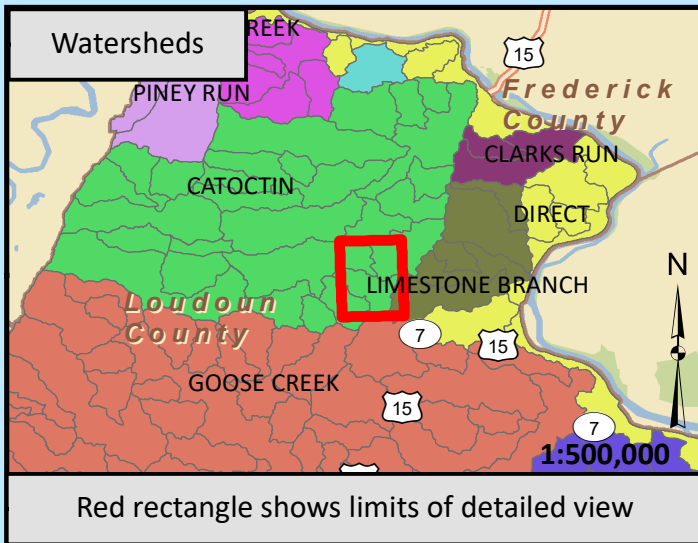 Watersheds
REEK
15
PINEY RUN
Frederick
County
CLARKS RUN
CATOCTIN
DIRECT
N
LIMESTONE BRANCH
Loudoun
County
7
15
GOOSE CREEK
15
7
1:500,000
Red rectangle shows limits of detailed view